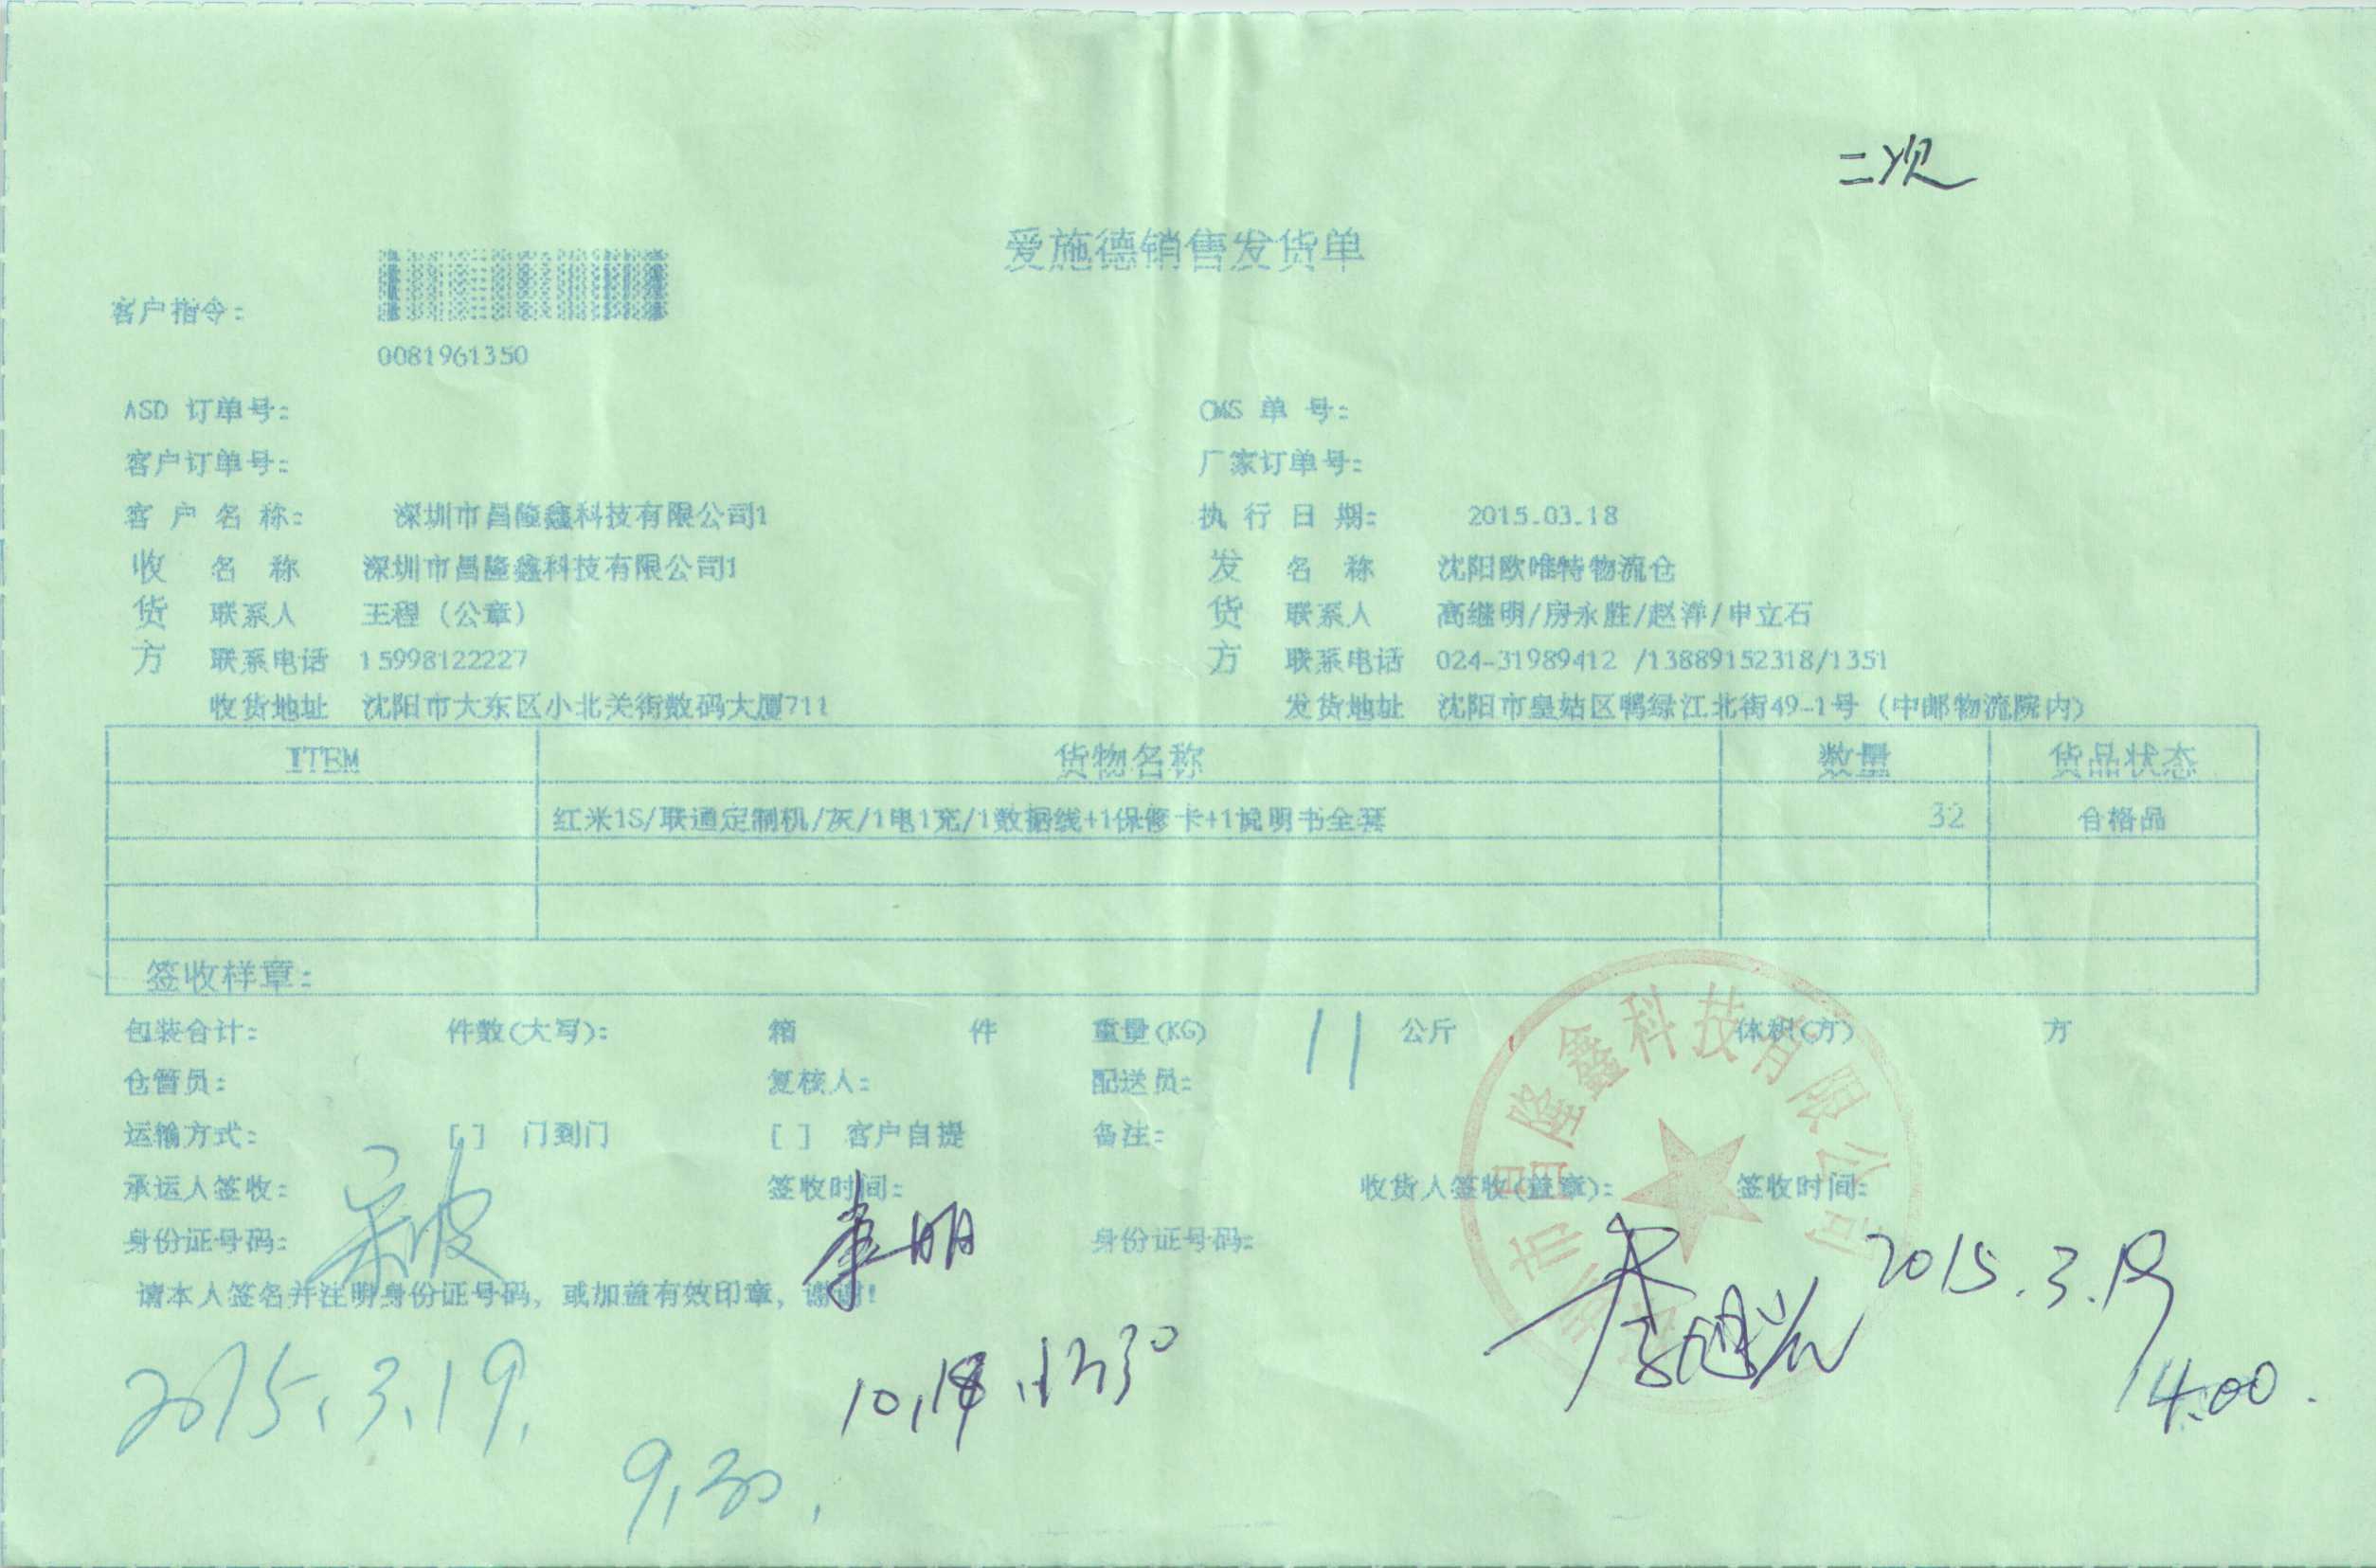 二次
爱施德销售发货单
客户指令:
0081961350
ASD 订单号: OMS 单 号:
客户订单号: 厂家订单号:
客 户 名 称: 深圳市昌隆鑫科技有限公司1 执 行 日 期: 2015.03.18
收 名 称 深圳市昌隆鑫科技有限公司1 发 名 称 沈阳欧唯特物流仓
货 联系人 王程（公章） 货 联系人 高继明/房永胜/赵洋/申立石
方 联系电话 15998122227 方 联系电话 024-31989412 /13889152318/1351
收货地址 沈阳市大东区小北关街数码大厦711 发货地址 沈阳市皇姑区鸭绿江北街49-1号（中邮物流院内）
ITEM 货物名称 数量 货品状态
红米1S/联通定制机/灰/1电1充/1数据线+1保修卡+1说明书全套 32 合格品
签收样章:
包装合计: 件数(大写): 箱 件 重量(KG) 11 公斤 体积(方) 方
仓管员: 复核人: 配送员:
运输方式: [ ] 门到门 [ ] 客户自提 备注:
承运人签收: 签收时间: 收货人签收(盖章): 签收时间:
身份证号码: 李明 身份证号码: 2015.3.19
请本人签名并注明身份证号码，或加盖有效印章，谢谢!
2015.3.19. 14:00.
9,30.
市昌隆鑫科技有限公司